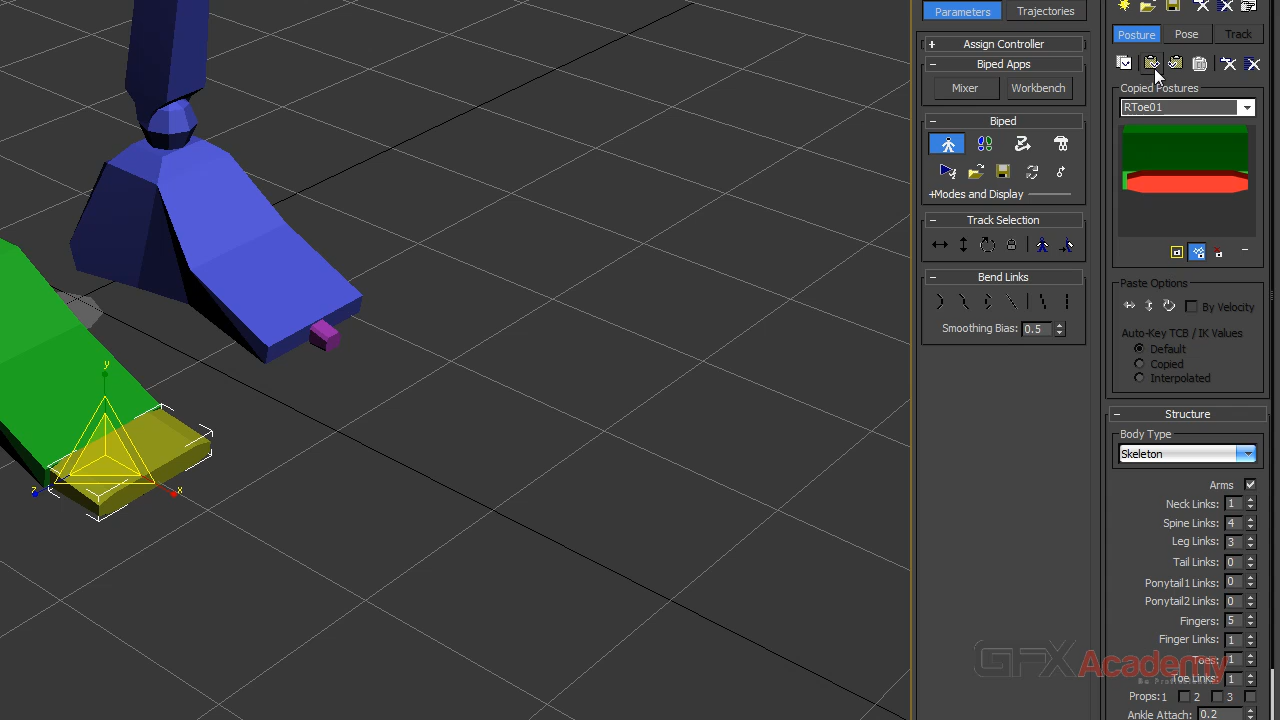 Parameters
Trajectories
+ Assign Controller
− Biped Apps
Mixer
Workbench
− Biped
+Modes and Display
− Track Selection
− Bend Links
Smoothing Bias: 0.5
Posture
Pose
Track
Copied Postures
RToe01
Paste Options
By Velocity
Auto-Key TCB / IK Values
Default
Copied
Interpolated
− Structure
Body Type
Skeleton
Arms
Neck Links: 1
Spine Links: 4
Leg Links: 3
Tail Links: 0
Ponytail1 Links: 0
Ponytail2 Links: 0
Fingers: 5
Finger Links: 1
Toes: 1
Toe Links: 1
Props: 1 2 3
Ankle Attach: 0.2
y
z
x
GFXAcademy